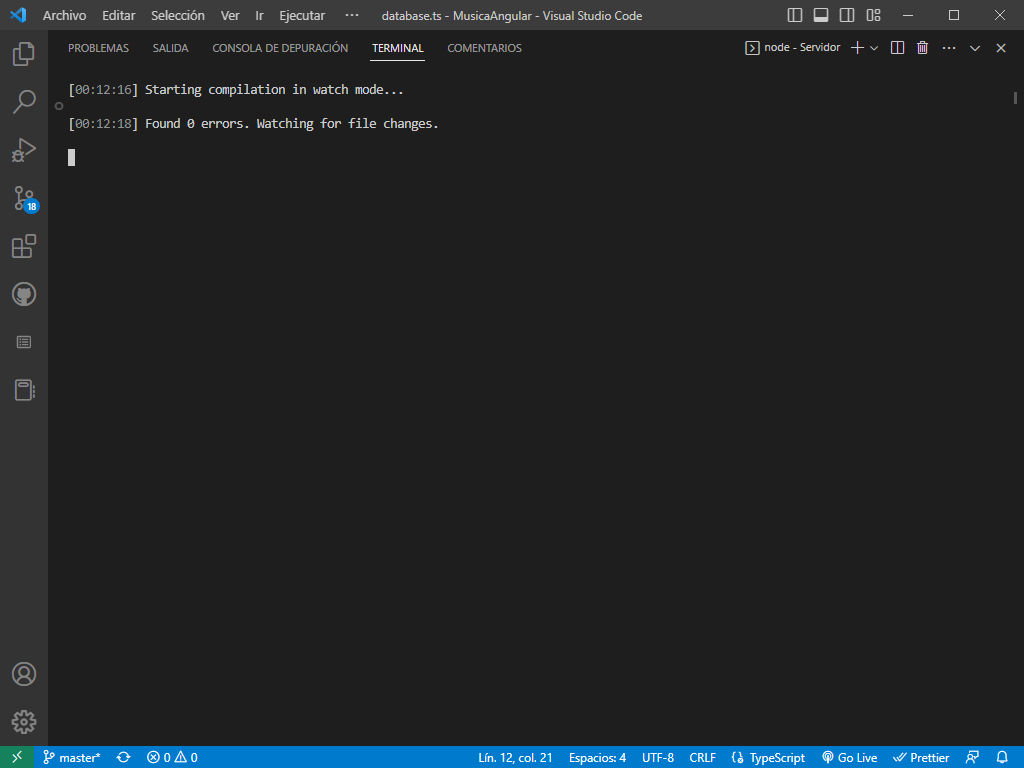 Archivo Editar Selección Ver Ir Ejecutar ··· database.ts - MusicaAngular - Visual Studio Code
PROBLEMAS SALIDA CONSOLA DE DEPURACIÓN TERMINAL COMENTARIOS node - Servidor
[00:12:16] Starting compilation in watch mode...
[00:12:18] Found 0 errors. Watching for file changes.
18
master* 0 0 Lín. 12, col. 21 Espacios: 4 UTF-8 CRLF TypeScript Go Live Prettier